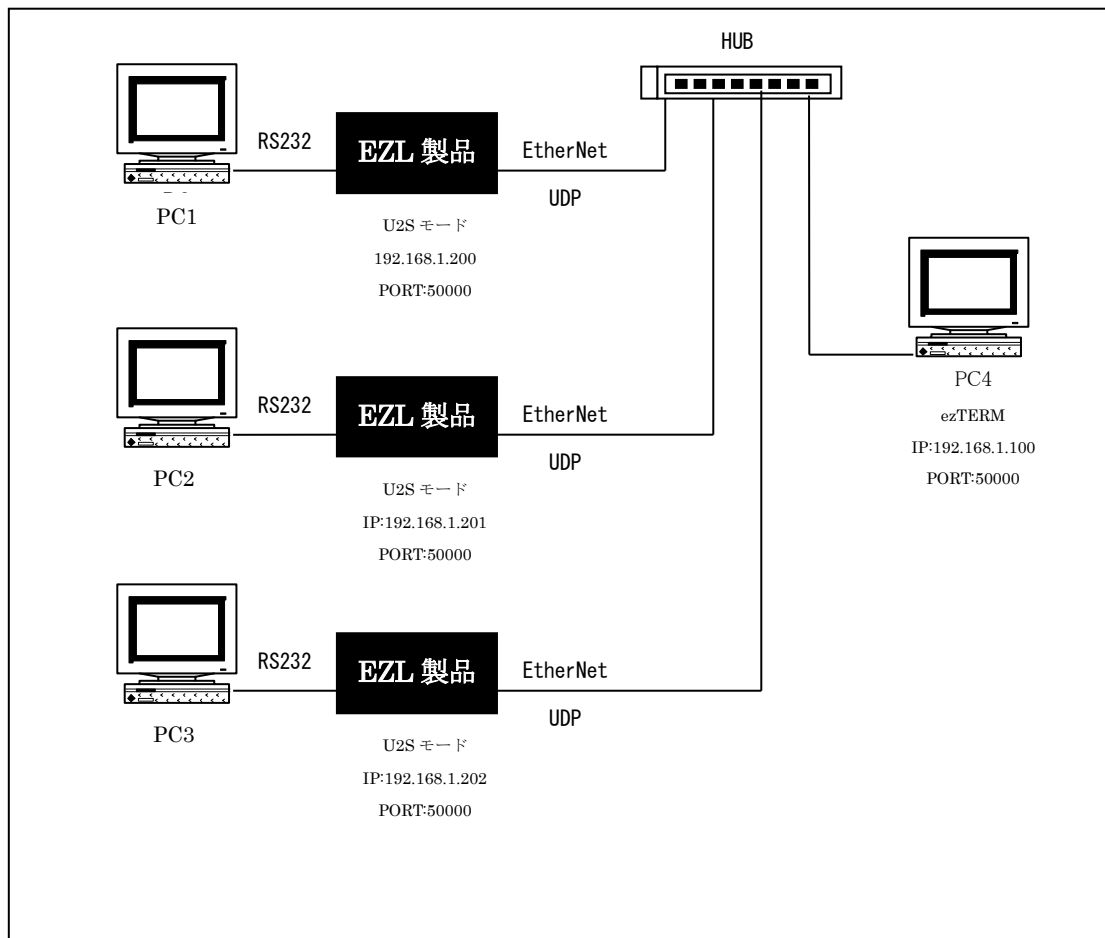 HUB
RS232
EZL 製品
EtherNet
UDP
PC1
U2S モード
192.168.1.200
PORT:50000
RS232
EZL 製品
EtherNet
UDP
PC2
U2S モード
IP:192.168.1.201
PORT:50000
PC4
ezTERM
IP:192.168.1.100
PORT:50000
RS232
EZL 製品
EtherNet
UDP
PC3
U2S モード
IP:192.168.1.202
PORT:50000